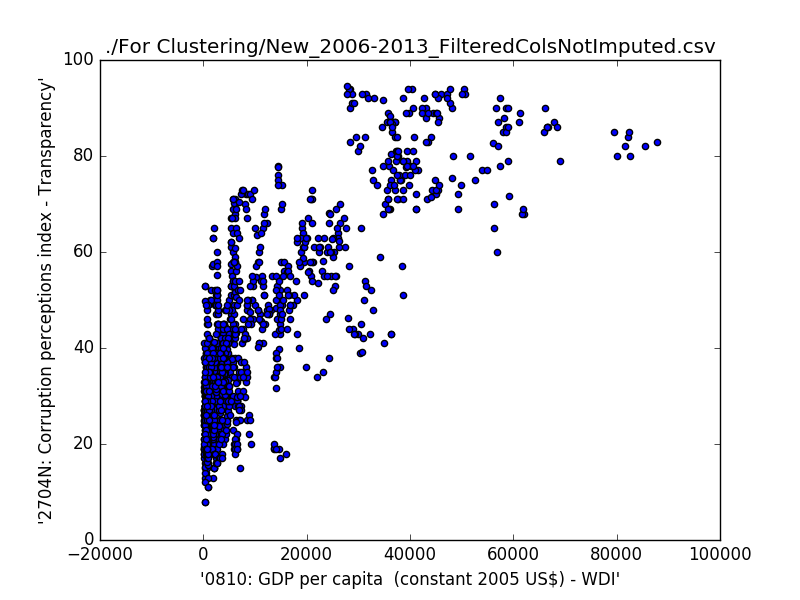 ./For Clustering/New_2006-2013_FilteredColsNotImputed.csv
'2704N: Corruption perceptions index - Transparency'
100
80
60
40
20
0
−20000 0 20000 40000 60000 80000 100000
'0810: GDP per capita  (constant 2005 US$) - WDI'